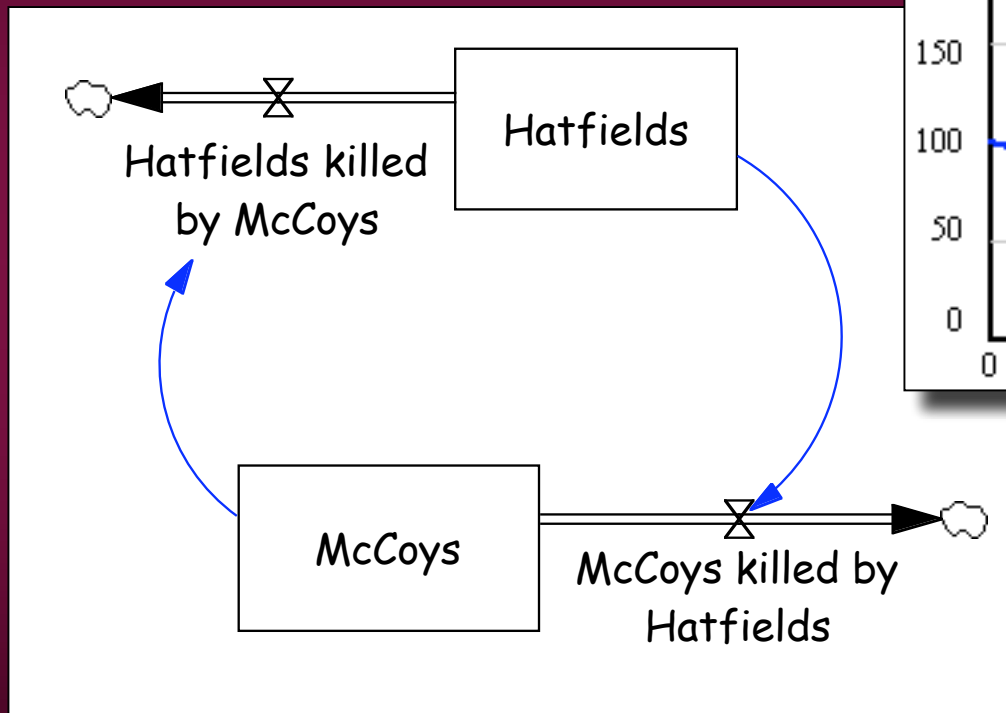 Hatfields
Hatfields killed
by McCoys
McCoys
McCoys killed by
Hatfields
150
100
50
0
0